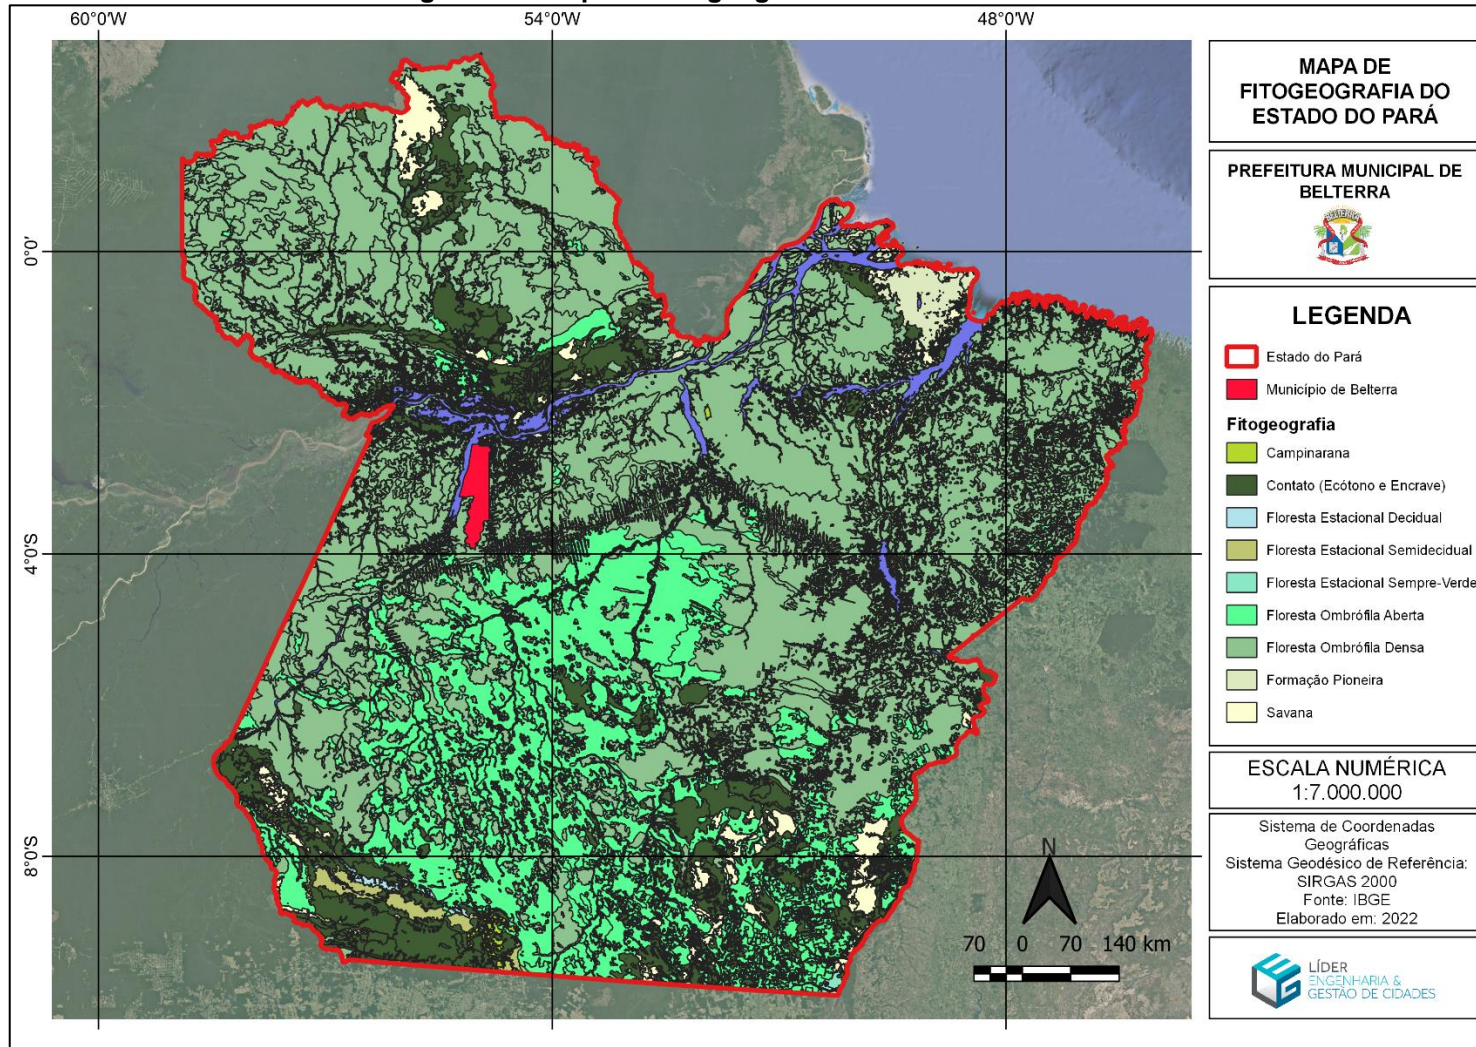 60°0'W
54°0'W
48°0'W
0°0'
4°0'S
8°0'S
MAPA DE
FITOGEOGRAFIA DO
ESTADO DO PARÁ
PREFEITURA MUNICIPAL DE
BELTERRA
BELTERRA
LEGENDA
Estado do Pará
Município de Belterra
Fitogeografia
Campinarana
Contato (Ecótono e Encrave)
Floresta Estacional Decidual
Floresta Estacional Semidecidual
Floresta Estacional Sempre-Verde
Floresta Ombrófila Aberta
Floresta Ombrófila Densa
Formação Pioneira
Savana
ESCALA NUMÉRICA
1:7.000.000
Sistema de Coordenadas
Geográficas
Sistema Geodésico de Referência:
SIRGAS 2000
Fonte: IBGE
Elaborado em: 2022
N
70 0 70 140 km
LÍDER
ENGENHARIA &
GESTÃO DE CIDADES